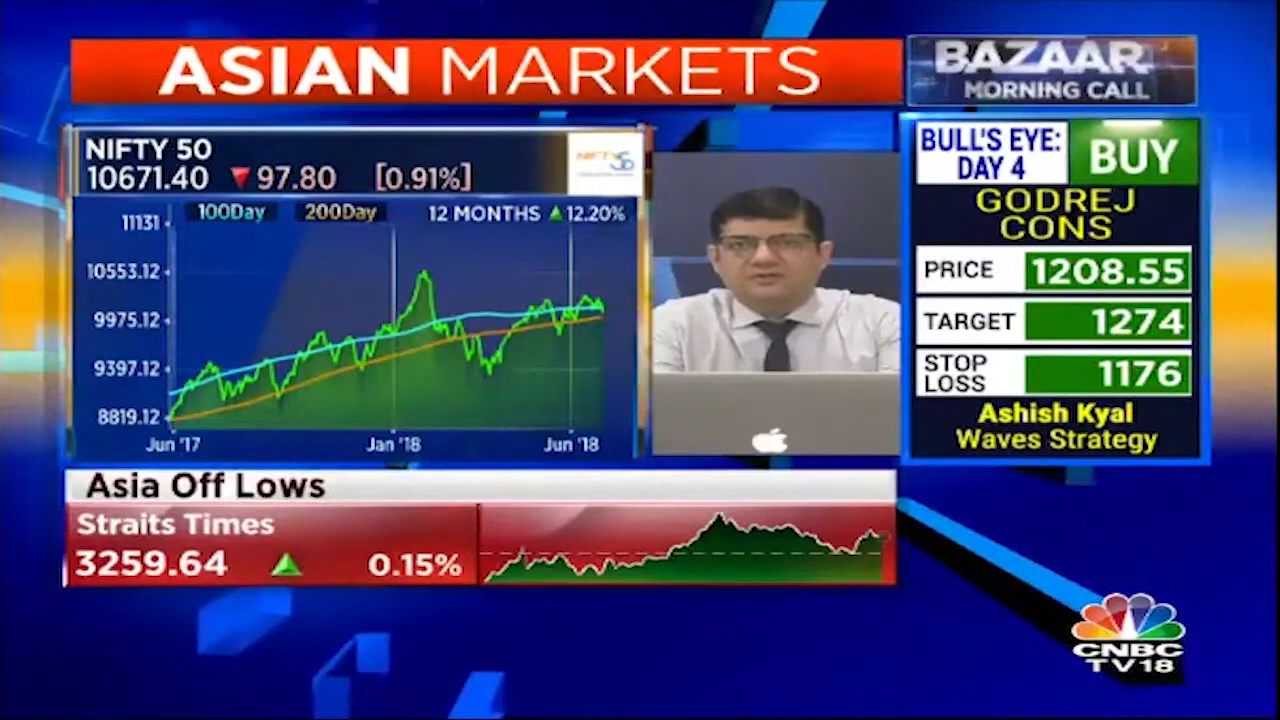 ASIAN MARKETS
BAZAAR
MORNING CALL
NIFTY 50
10671.40 ▼97.80 [0.91%]
100Day 200Day 12 MONTHS ▲12.20%
11131
10553.12
9975.12
9397.12
8819.12
Jun '17 Jan '18 Jun '18
BULL'S EYE:
DAY 4
BUY
GODREJ
CONS
PRICE 1208.55
TARGET 1274
STOP
LOSS
1176
Ashish Kyal
Waves Strategy
Asia Off Lows
Straits Times
3259.64 ▲ 0.15%
CNBC
TV18